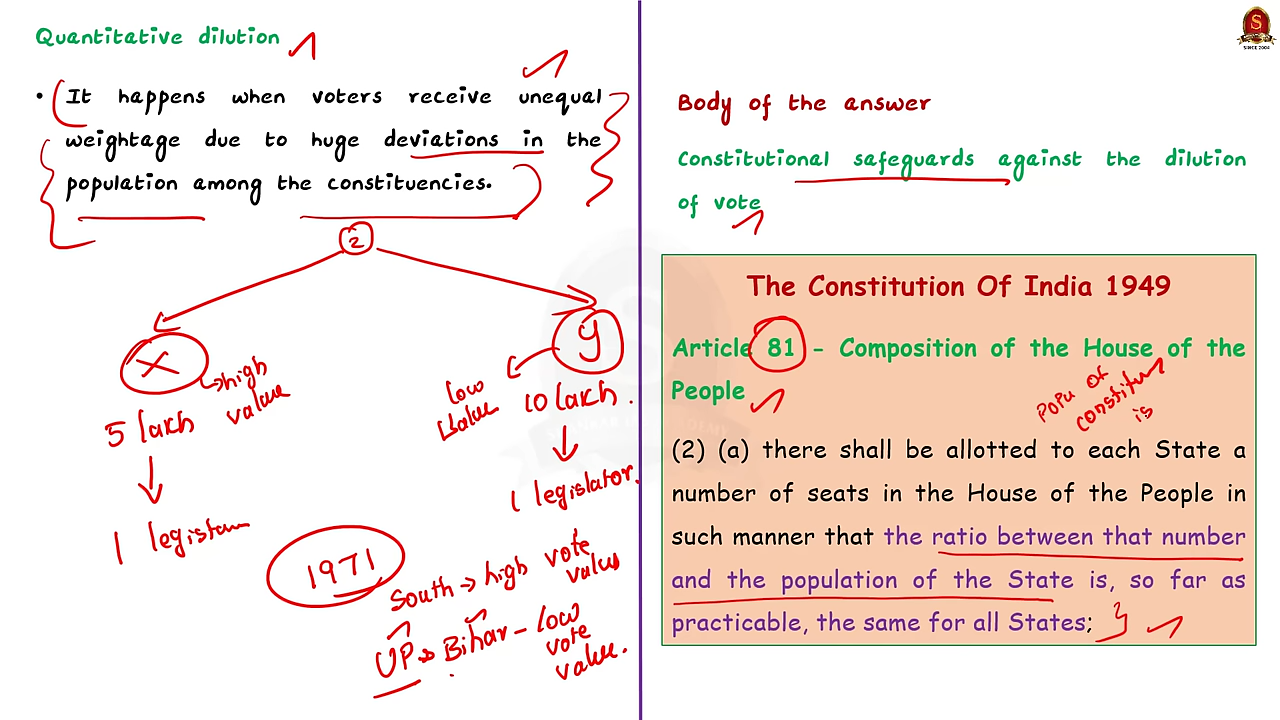 Quantitative dilution
• It happens when voters receive unequal
weightage due to huge deviations in the
population among the constituencies.
2
X
high
value
5 lakh
1
y
low
value
10 lakh.
1 legislator.
1971
South → high vote
values
UP → Bihar - low
vote
value.
S
SINCE 2004
Body of the answer
Constitutional safeguards against the dilution
of vote
The Constitution Of India 1949
Article 81 - Composition of the House of the
People
popu of
is
(2) (a) there shall be allotted to each State a
number of seats in the House of the People in
such manner that the ratio between that number
and the population of the State is, so far as
practicable, the same for all States;